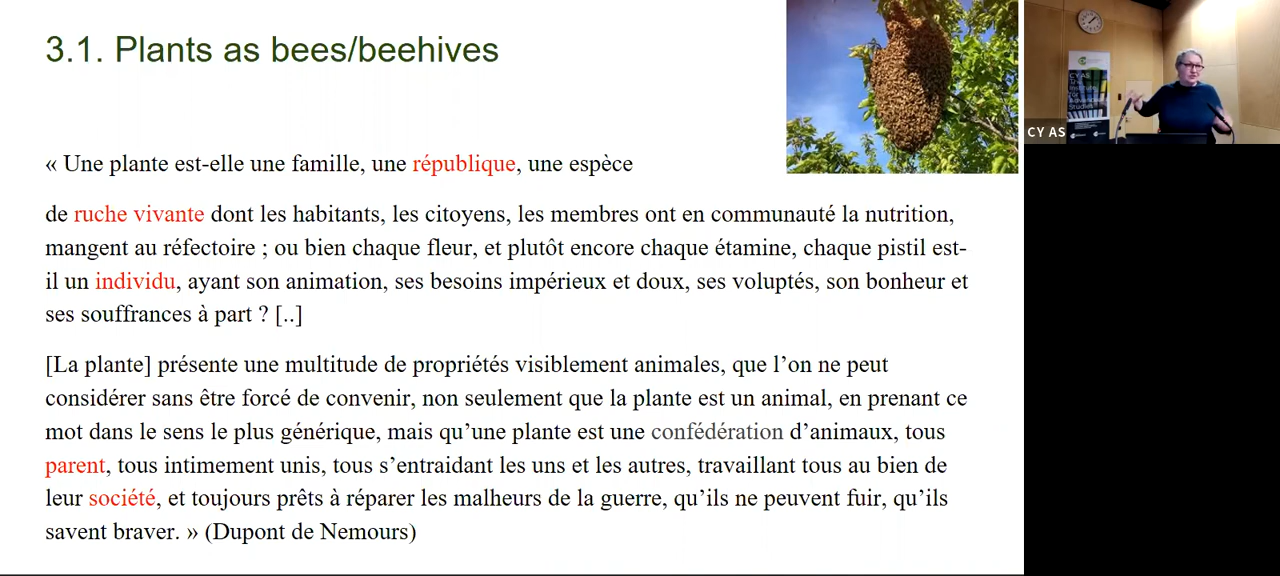 3.1. Plants as bees/beehives
« Une plante est-elle une famille, une république, une espèce
de ruche vivante dont les habitants, les citoyens, les membres ont en communauté la nutrition,
mangent au réfectoire ; ou bien chaque fleur, et plutôt encore chaque étamine, chaque pistil est-
il un individu, ayant son animation, ses besoins impérieux et doux, ses voluptés, son bonheur et
ses souffrances à part ? [..]
[La plante] présente une multitude de propriétés visiblement animales, que l’on ne peut
considérer sans être forcé de convenir, non seulement que la plante est un animal, en prenant ce
mot dans le sens le plus générique, mais qu’une plante est une confédération d’animaux, tous
parent, tous intimement unis, tous s’entraidant les uns et les autres, travaillant tous au bien de
leur société, et toujours prêts à réparer les malheurs de la guerre, qu’ils ne peuvent fuir, qu’ils
savent braver. » (Dupont de Nemours)
CY AS
Institute
for
Advanced
Studies
CY AS